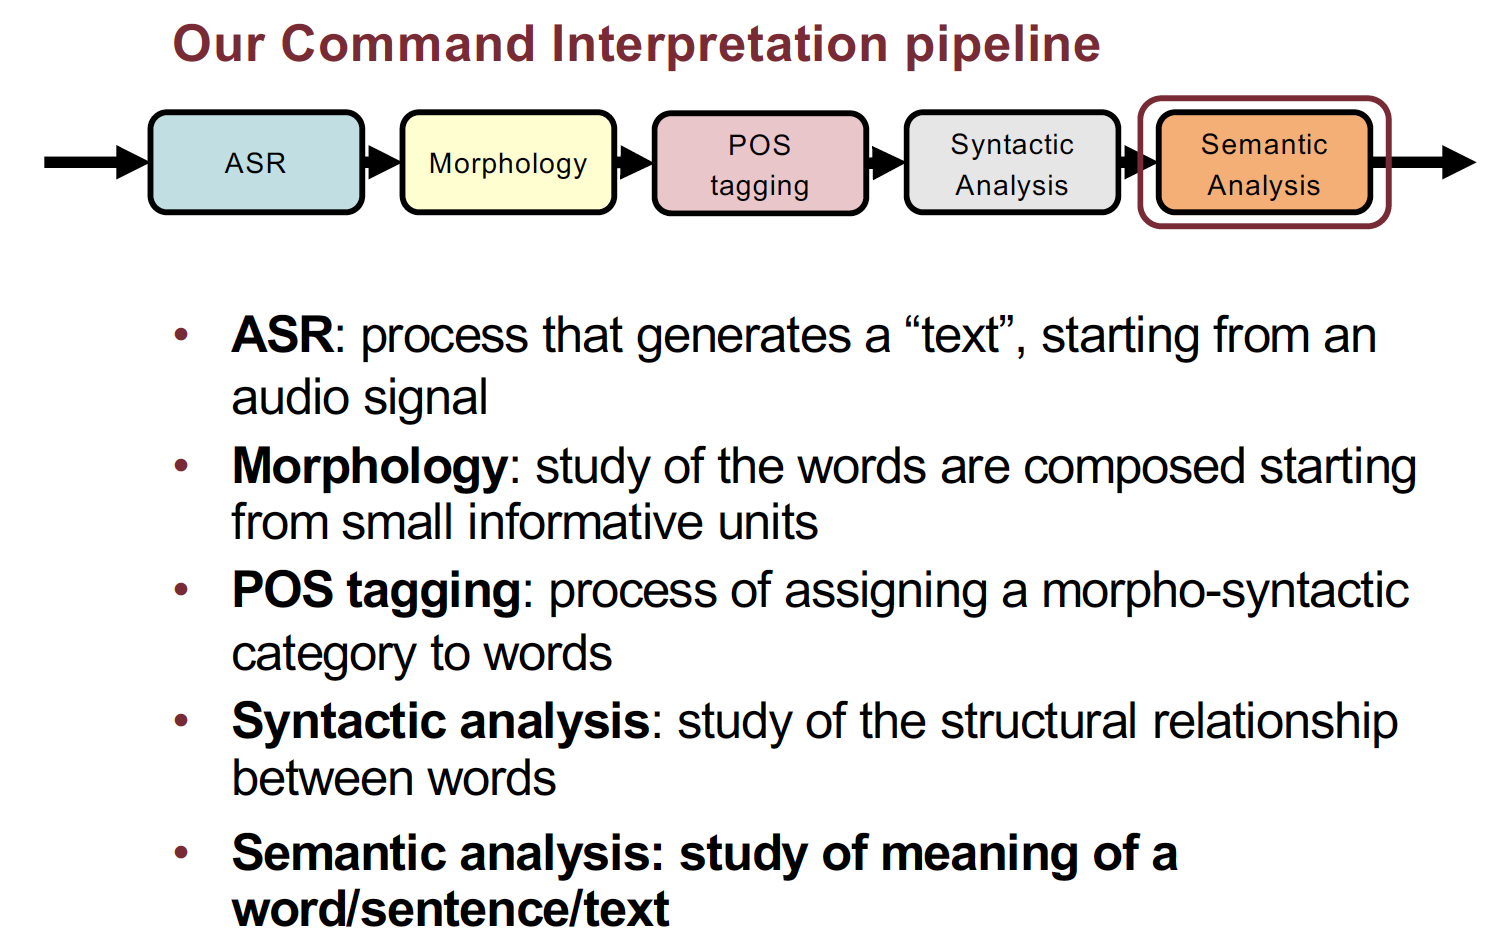 Our Command Interpretation pipeline
ASR
Morphology
POS
tagging
Syntactic
Analysis
Semantic
Analysis
• ASR: process that generates a “text”, starting from an
audio signal
• Morphology: study of the words are composed starting
from small informative units
• POS tagging: process of assigning a morpho-syntactic
category to words
• Syntactic analysis: study of the structural relationship
between words
• Semantic analysis: study of meaning of a
word/sentence/text